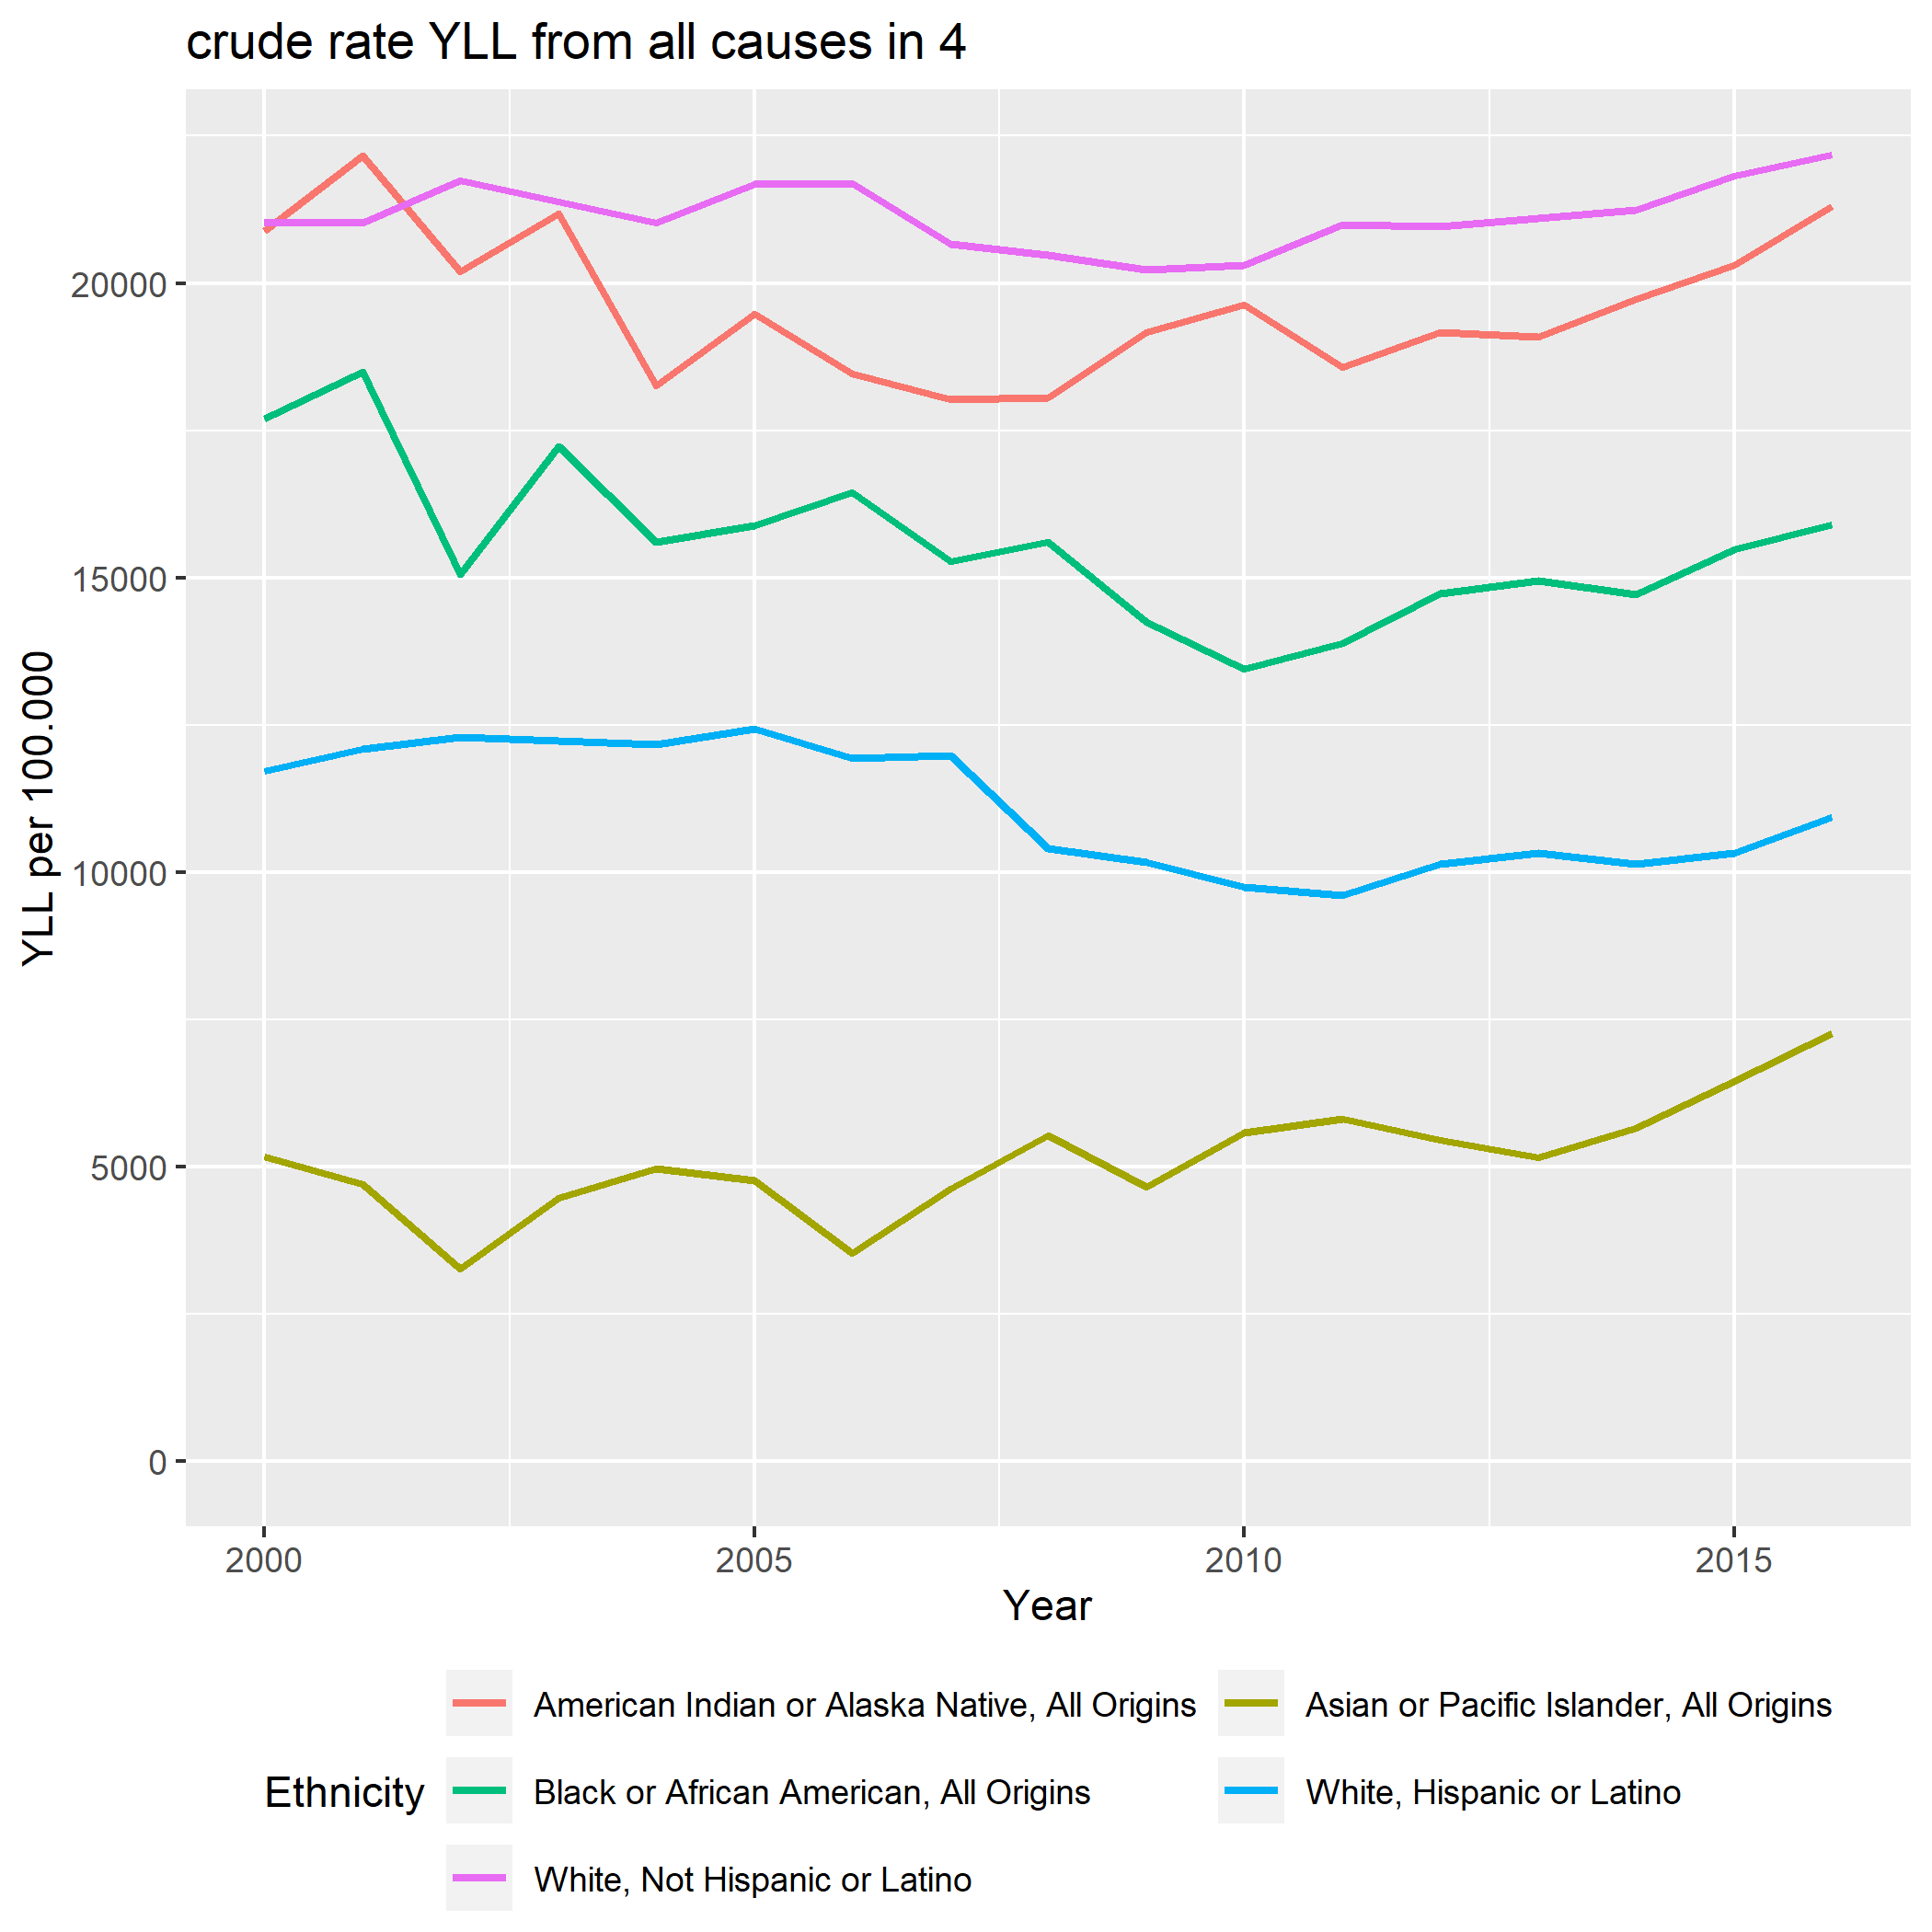 crude rate YLL from all causes in 4
YLL per 100.000
20000
15000
10000
5000
0
2000 2005 2010 2015
Year
Ethnicity
American Indian or Alaska Native, All Origins
Asian or Pacific Islander, All Origins
Black or African American, All Origins
White, Hispanic or Latino
White, Not Hispanic or Latino